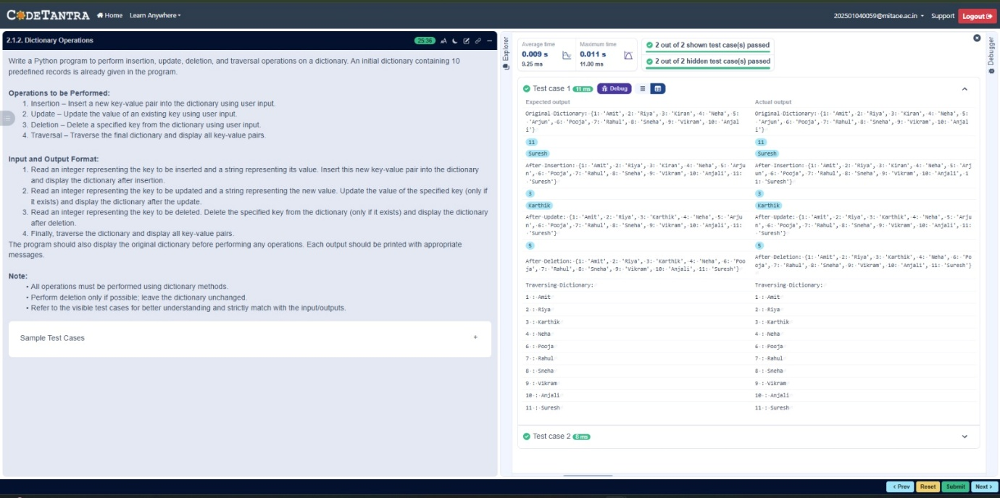 CODETANTRA Home Learn Anywhere 202501040059@mitaoe.ac.in Support Logout
2.1.2. Dictionary Operations 25:36
Write a Python program to perform insertion, update, deletion, and traversal operations on a dictionary. An initial dictionary containing 10
predefined records is already given in the program.
Operations to be Performed:
1. Insertion – Insert a new key-value pair into the dictionary using user input.
2. Update – Update the value of an existing key using user input.
3. Deletion – Delete a specified key from the dictionary using user input.
4. Traversal – Traverse the final dictionary and display all key-value pairs.
Input and Output Format:
1. Read an integer representing the key to be inserted and a string representing its value. Insert this new key-value pair into the dictionary
and display the dictionary after insertion.
2. Read an integer representing the key to be updated and a string representing the new value. Update the value of the specified key (only if
it exists) and display the dictionary after the update.
3. Read an integer representing the key to be deleted. Delete the specified key from the dictionary (only if it exists) and display the dictionary
after deletion.
4. Finally, traverse the dictionary and display all key-value pairs.
The program should also display the original dictionary before performing any operations. Each output should be printed with appropriate
messages.
Note:
• All operations must be performed using dictionary methods.
• Perform deletion only if possible; leave the dictionary unchanged.
• Refer to the visible test cases for better understanding and strictly match with the input/outputs.
Sample Test Cases +
Explorer
Average time
0.009 s
9.25 ms
Maximum time
0.011 s
11.00 ms
2 out of 2 shown test case(s) passed
2 out of 2 hidden test case(s) passed
Debugger
Test case 1 11 ms Debug
Expected output
Original Dictionary: {1: 'Amit', 2: 'Riya', 3: 'Kiran', 4: 'Neha', 5:
'Arjun', 6: 'Pooja', 7: 'Rahul', 8: 'Sneha', 9: 'Vikram', 10: 'Anjal
i'}
11
Suresh
After Insertion: {1: 'Amit', 2: 'Riya', 3: 'Kiran', 4: 'Neha', 5: 'Arju
n', 6: 'Pooja', 7: 'Rahul', 8: 'Sneha', 9: 'Vikram', 10: 'Anjali', 11:
'Suresh'}
3
Karthik
After Update: {1: 'Amit', 2: 'Riya', 3: 'Karthik', 4: 'Neha', 5: 'Arju
n', 6: 'Pooja', 7: 'Rahul', 8: 'Sneha', 9: 'Vikram', 10: 'Anjali', 11:
'Suresh'}
5
After Deletion: {1: 'Amit', 2: 'Riya', 3: 'Karthik', 4: 'Neha', 6: 'Poo
ja', 7: 'Rahul', 8: 'Sneha', 9: 'Vikram', 10: 'Anjali', 11: 'Suresh'}
Traversing Dictionary:
1 : Amit
2 : Riya
3 : Karthik
4 : Neha
6 : Pooja
7 : Rahul
8 : Sneha
9 : Vikram
10 : Anjali
11 : Suresh
Actual output
Original Dictionary: {1: 'Amit', 2: 'Riya', 3: 'Kiran', 4: 'Neha', 5:
'Arjun', 6: 'Pooja', 7: 'Rahul', 8: 'Sneha', 9: 'Vikram', 10: 'Anjal
i'}
11
Suresh
After Insertion: {1: 'Amit', 2: 'Riya', 3: 'Kiran', 4: 'Neha', 5: 'Arj
un', 6: 'Pooja', 7: 'Rahul', 8: 'Sneha', 9: 'Vikram', 10: 'Anjali', 1
1: 'Suresh'}
3
Karthik
After Update: {1: 'Amit', 2: 'Riya', 3: 'Karthik', 4: 'Neha', 5: 'Arju
n', 6: 'Pooja', 7: 'Rahul', 8: 'Sneha', 9: 'Vikram', 10: 'Anjali', 11:
'Suresh'}
5
After Deletion: {1: 'Amit', 2: 'Riya', 3: 'Karthik', 4: 'Neha', 6: 'Po
oja', 7: 'Rahul', 8: 'Sneha', 9: 'Vikram', 10: 'Anjali', 11: 'Suresh'}
Traversing Dictionary:
1 : Amit
2 : Riya
3 : Karthik
4 : Neha
6 : Pooja
7 : Rahul
8 : Sneha
9 : Vikram
10 : Anjali
11 : Suresh
Test case 2 8 ms
< Prev Reset Submit Next >